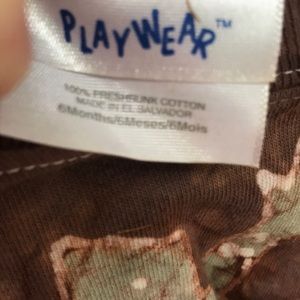 PLAYWEAR™
100% PRESHRUNK COTTON
MADE IN EL SALVADOR
6Months/6Meses/6Mois